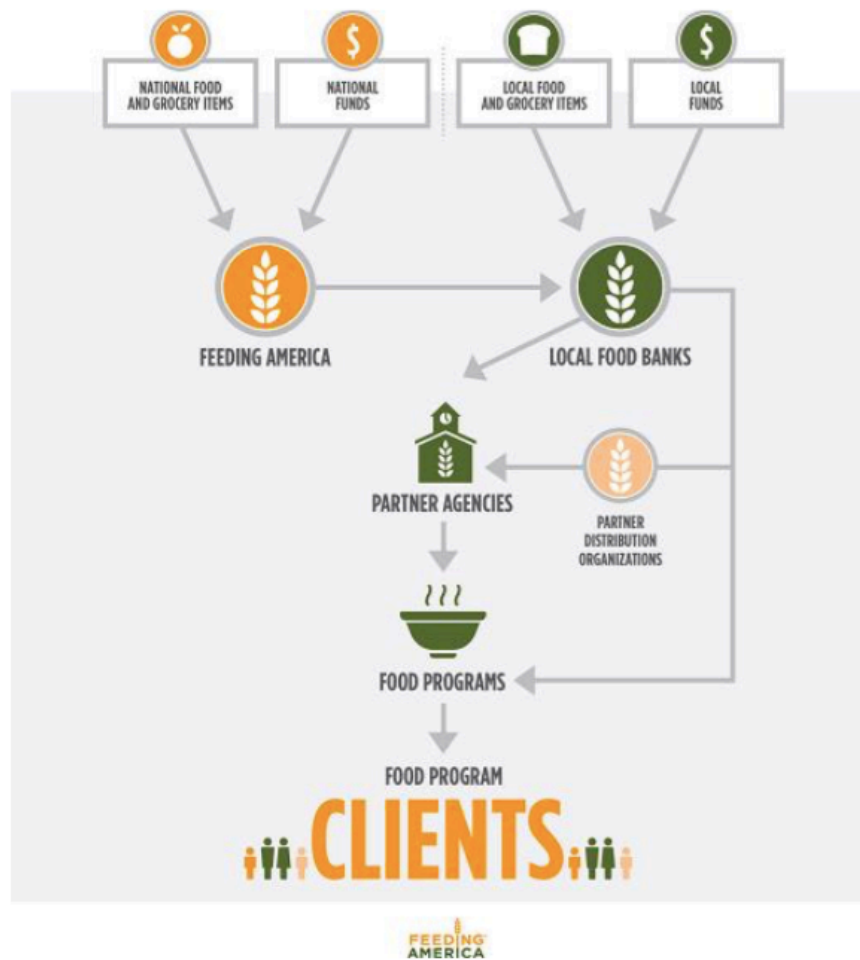 $
$
NATIONAL FOOD
AND GROCERY ITEMS
NATIONAL
FUNDS
LOCAL FOOD
AND GROCERY ITEMS
LOCAL
FUNDS
FEEDING AMERICA
LOCAL FOOD BANKS
PARTNER AGENCIES
PARTNER
DISTRIBUTION
ORGANIZATIONS
FOOD PROGRAMS
FOOD PROGRAM
CLIENTS
FEEDING
AMERICA